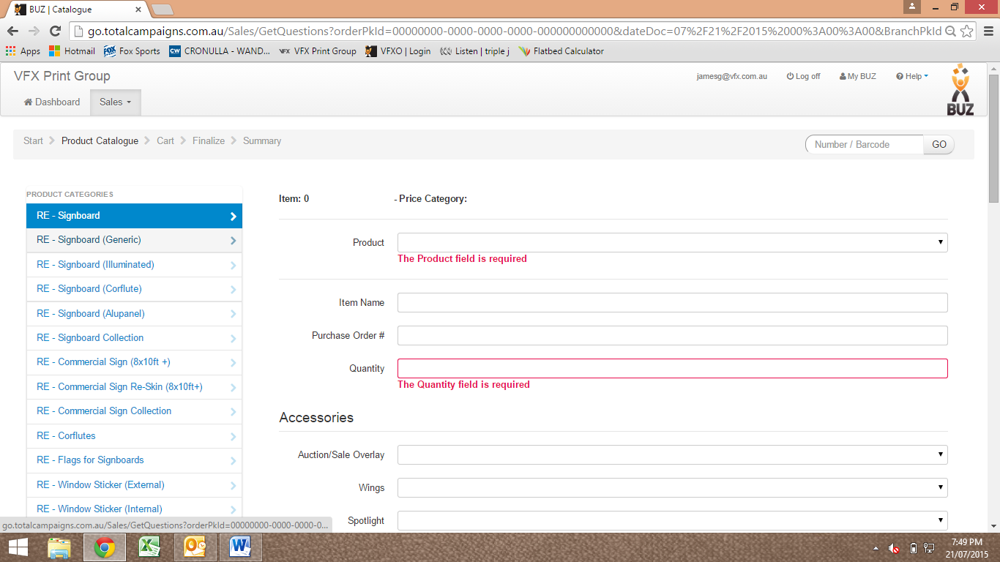 BUZ | Catalogue
go.totalcampaigns.com.au/Sales/GetQuestions?orderPkId=00000000-0000-0000-0000-000000000000&dateDoc=07%2F21%2F2015%2000%3A00%3A00&BranchPkId
Apps Hotmail FOX SPORTS Fox Sports CW CRONULLA - WAND... VFX VFX Print Group VFXO | Login Listen | triple j Flatbed Calculator
VFX Print Group
jamesg@vfx.com.au Log off My BUZ Help
BUZ
Dashboard Sales
Start Product Catalogue Cart Finalize Summary
Number / Barcode GO
PRODUCT CATEGORIES
RE - Signboard
RE - Signboard (Generic)
RE - Signboard (Illuminated)
RE - Signboard (Corflute)
RE - Signboard (Alupanel)
RE - Signboard Collection
RE - Commercial Sign (8x10ft +)
RE - Commercial Sign Re-Skin (8x10ft+)
RE - Commercial Sign Collection
RE - Corflutes
RE - Flags for Signboards
RE - Window Sticker (External)
RE - Window Sticker (Internal)
Item: 0 - Price Category:
Product
The Product field is required
Item Name
Purchase Order #
Quantity
The Quantity field is required
Accessories
Auction/Sale Overlay
Wings
Spotlight
go.totalcampaigns.com.au/Sales/GetQuestions?orderPkId=00000000-0000-0000-0...
7:49 PM
21/07/2015